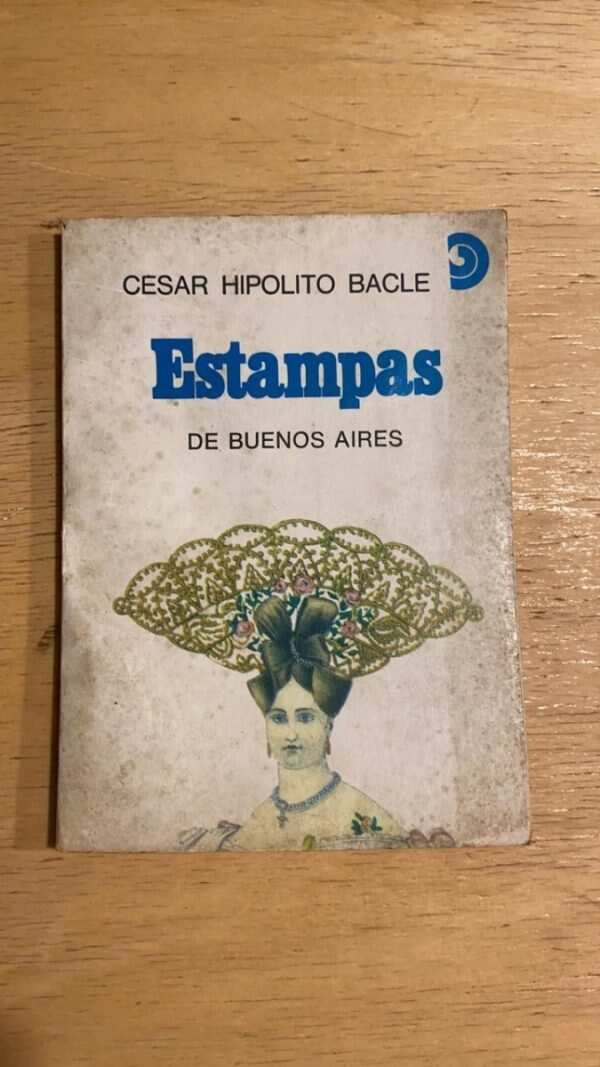 CESAR HIPOLITO BACLE
Estampas
DE BUENOS AIRES